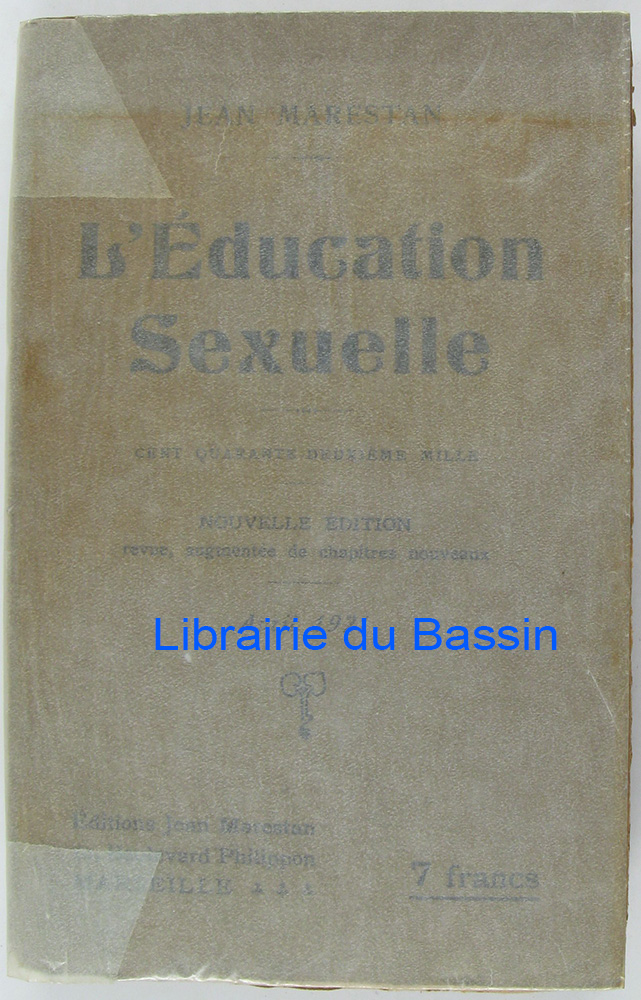 JEAN MARESTAN
L'Éducation
Sexuelle
CENT QUARANTE-DEUXIÈME MILLE
NOUVELLE ÉDITION
revue, augmentée de chapitres nouveaux
Librairie du Bassin
Éditions Jean Marestan
Boulevard Philippon
MARSEILLE
7 francs